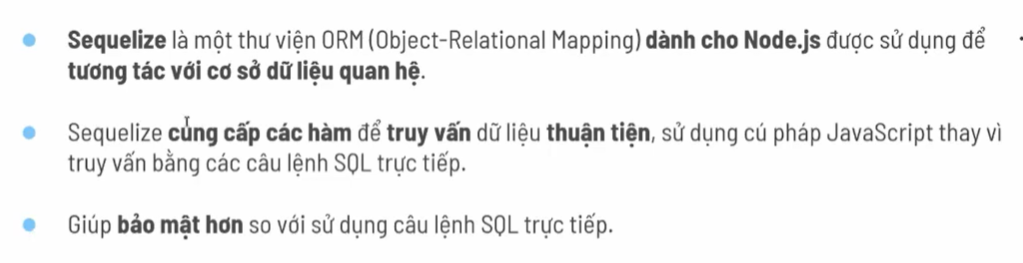 Sequelize là một thư viện ORM (Object-Relational Mapping) dành cho Node.js được sử dụng để
tương tác với cơ sở dữ liệu quan hệ.
Sequelize củng cấp các hàm để truy vấn dữ liệu thuận tiện, sử dụng cú pháp JavaScript thay vì
truy vấn bằng các câu lệnh SQL trực tiếp.
Giúp bảo mật hơn so với sử dụng câu lệnh SQL trực tiếp.